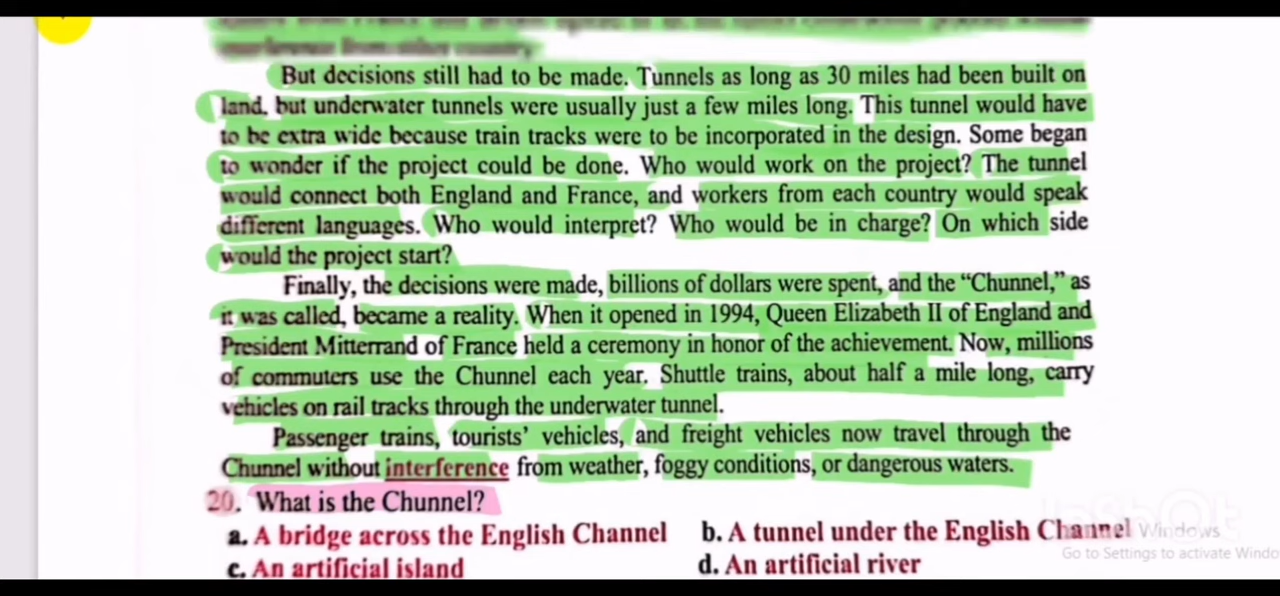 But decisions still had to be made. Tunnels as long as 30 miles had been built on
land, but underwater tunnels were usually just a few miles long. This tunnel would have
to be extra wide because train tracks were to be incorporated in the design. Some began
to wonder if the project could be done. Who would work on the project? The tunnel
would connect both England and France, and workers from each country would speak
different languages. Who would interpret? Who would be in charge? On which side
would the project start?
Finally, the decisions were made, billions of dollars were spent, and the “Chunnel,” as
it was called, became a reality. When it opened in 1994, Queen Elizabeth II of England and
President Mitterrand of France held a ceremony in honor of the achievement. Now, millions
of commuters use the Chunnel each year. Shuttle trains, about half a mile long, carry
vehicles on rail tracks through the underwater tunnel.
Passenger trains, tourists’ vehicles, and freight vehicles now travel through the
Chunnel without interference from weather, foggy conditions, or dangerous waters.
20. What is the Chunnel?
a. A bridge across the English Channel b. A tunnel under the English Channel
c. An artificial island d. An artificial river
InShOt
Windows
Go to Settings to activate Windo